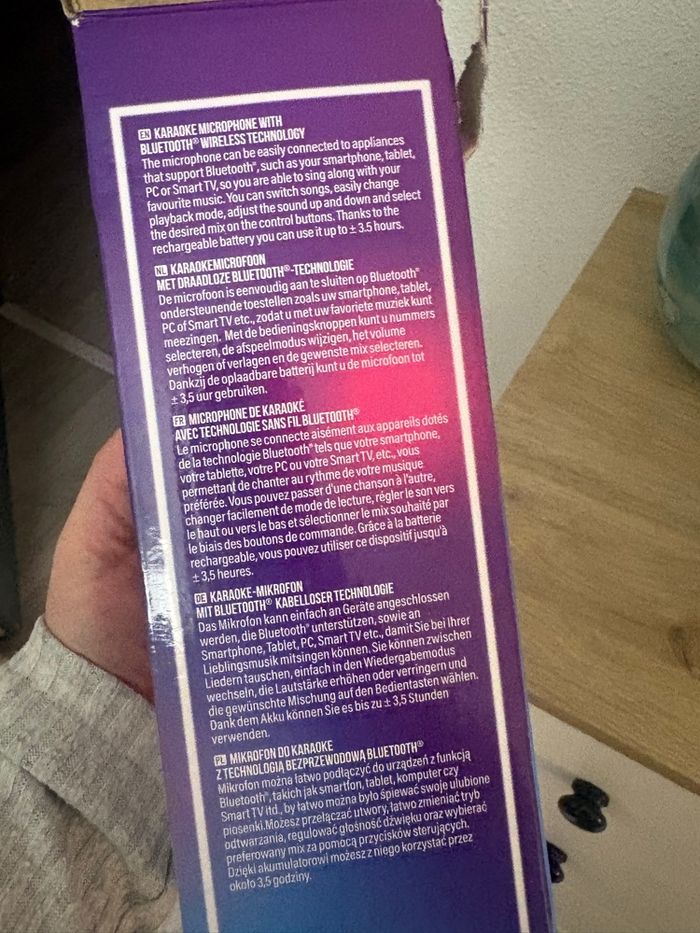 EN KARAOKE MICROPHONE WITH
BLUETOOTH® WIRELESS TECHNOLOGY
The microphone can be easily connected to appliances
that support Bluetooth®, such as your smartphone, tablet,
PC or Smart TV, so you are able to sing along with your
favourite music. You can switch songs, easily change
playback mode, adjust the sound up and down and select
the desired mix on the control buttons. Thanks to the
rechargeable battery you can use it up to ± 3.5 hours.
NL KARAOKEMICROFOON
MET DRAADLOZE BLUETOOTH®-TECHNOLOGIE
De microfoon is eenvoudig aan te sluiten op Bluetooth®
ondersteunende toestellen zoals uw smartphone, tablet,
PC of Smart TV etc., zodat u met uw favoriete muziek kunt
meezingen. Met de bedieningsknoppen kunt u nummers
selecteren, de afspeelmodus wijzigen, het volume
verhogen of verlagen en de gewenste mix selecteren.
Dankzij de oplaadbare batterij kunt u de microfoon tot
± 3,5 uur gebruiken.
FR MICROPHONE DE KARAOKÉ
AVEC TECHNOLOGIE SANS FIL BLUETOOTH®
Le microphone se connecte aisément aux appareils dotés
de la technologie Bluetooth® tels que votre smartphone,
votre tablette, votre PC ou votre Smart TV, etc., vous
permettant de chanter au rythme de votre musique
préférée. Vous pouvez passer d'une chanson à l'autre,
changer facilement de mode de lecture, régler le son vers
le haut ou vers le bas et sélectionner le mix souhaité par
le biais des boutons de commande. Grâce à la batterie
rechargeable, vous pouvez utiliser ce dispositif jusqu'à
± 3,5 heures.
DE KARAOKE-MIKROFON
MIT BLUETOOTH® KABELLOSER TECHNOLOGIE
Das Mikrofon kann einfach an Geräte angeschlossen
werden, die Bluetooth® unterstützen, sowie an
Smartphone, Tablet, PC, Smart TV etc., damit Sie bei Ihrer
Lieblingsmusik mitsingen können. Sie können zwischen
Liedern tauschen, einfach in den Wiedergabemodus
wechseln, die Lautstärke erhöhen oder verringern und
die gewünschte Mischung auf den Bedientasten wählen.
Dank dem Akku können Sie es bis zu ± 3,5 Stunden
verwenden.
PL MIKROFON DO KARAOKE
Z TECHNOLOGIĄ BEZPRZEWODOWĄ BLUETOOTH®
Mikrofon można łatwo podłączyć do urządzeń z funkcją
Bluetooth®, takich jak smartfon, tablet, komputer czy
Smart TV itd., by łatwo można było śpiewać swoje ulubione
piosenki.Możesz przełączać utwory, łatwo zmieniać tryb
odtwarzania, regulować głośność dźwięku oraz wybierać
preferowany mix za pomocą przycisków sterujących.
Dzięki akumulatorowi możesz z niego korzystać przez
około 3,5 godziny.